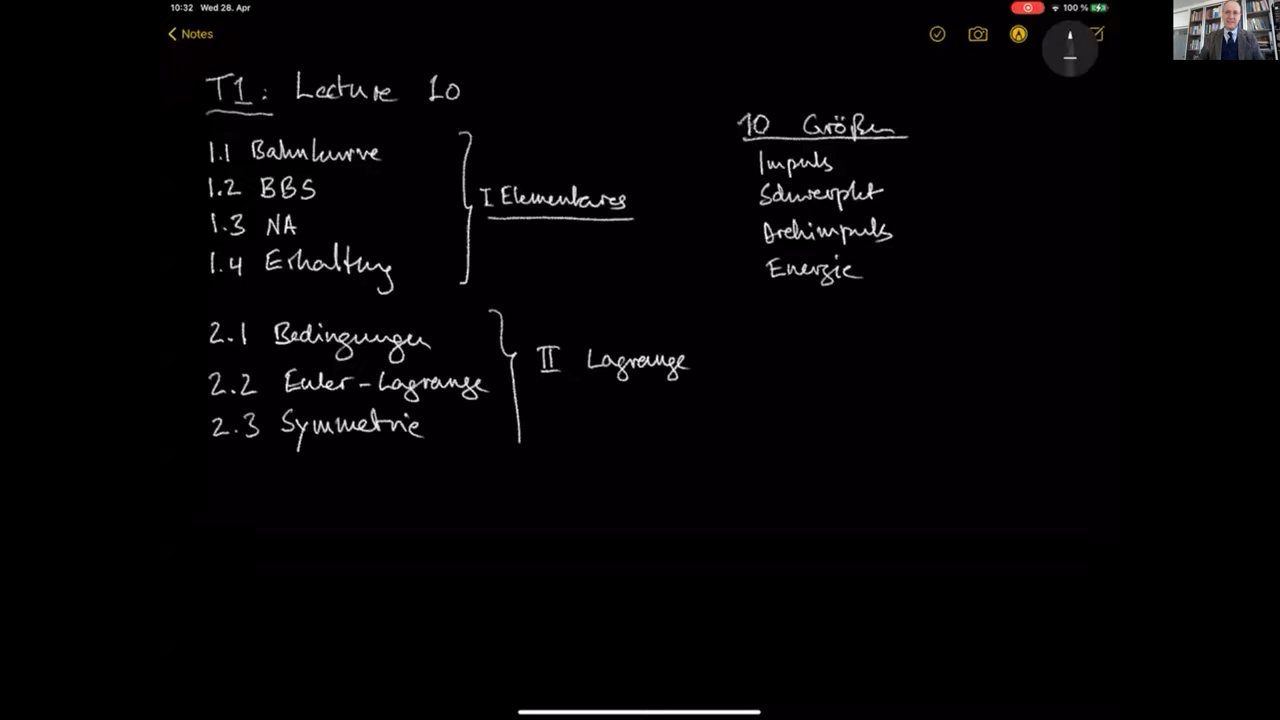 10:32 Wed 28. Apr
100 %
Notes
T1: Lecture 10
1.1 Bahnkurve
1.2 BBS
1.3 NA
1.4 Erhaltung
I Elementares
2.1 Bedingungen
2.2 Euler-Lagrange
2.3 Symmetrie
II Lagrange
10 Größen
Impuls
Schwerpkt
Drehimpuls
Energie